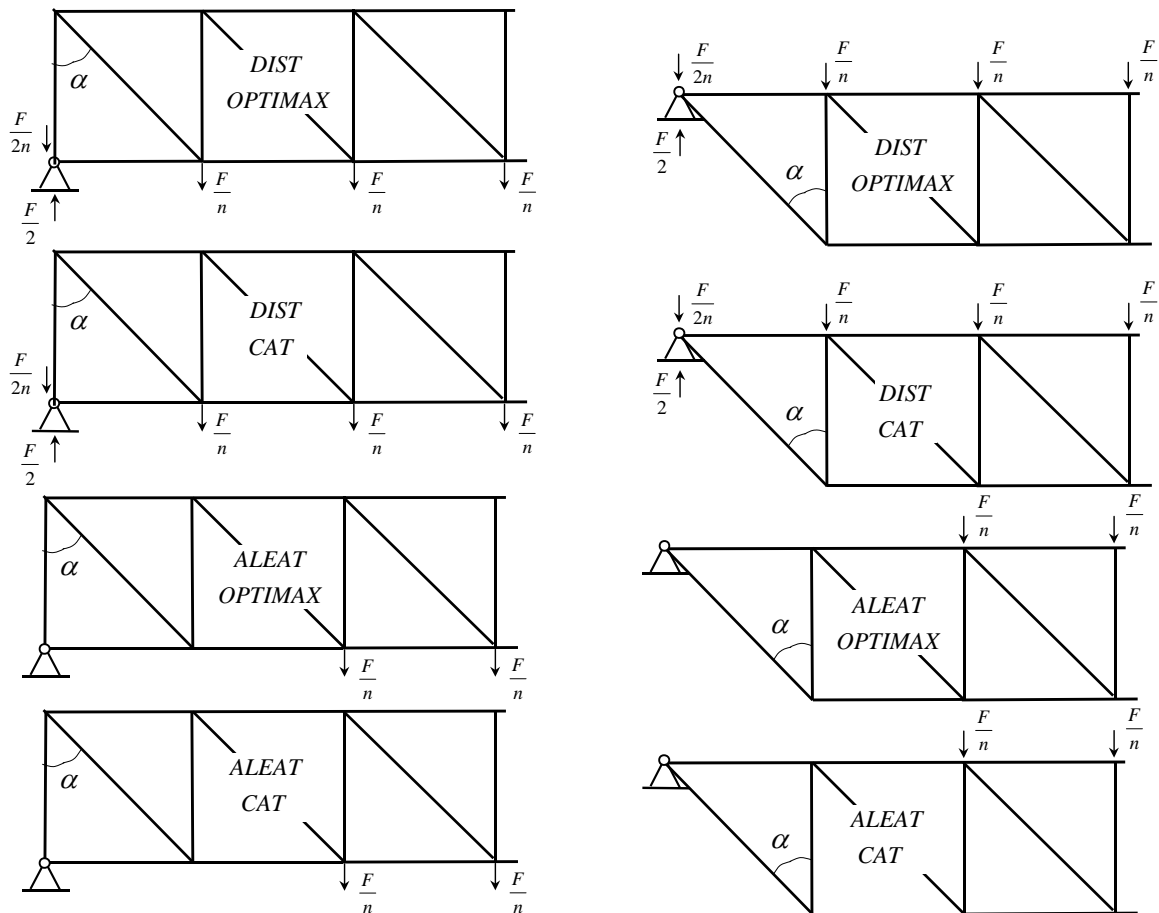 α
DIST
OPTIMAX
F/2n
F/2
F/n
F/n
F/n
α
DIST
CAT
F/2n
F/2
F/n
F/n
F/n
α
ALEAT
OPTIMAX
F/n
F/n
α
ALEAT
CAT
F/n
F/n
F/2n
F/n
F/n
F/n
F/2
α
DIST
OPTIMAX
F/2n
F/n
F/n
F/n
F/2
α
DIST
CAT
F/n
F/n
α
ALEAT
OPTIMAX
F/n
F/n
α
ALEAT
CAT